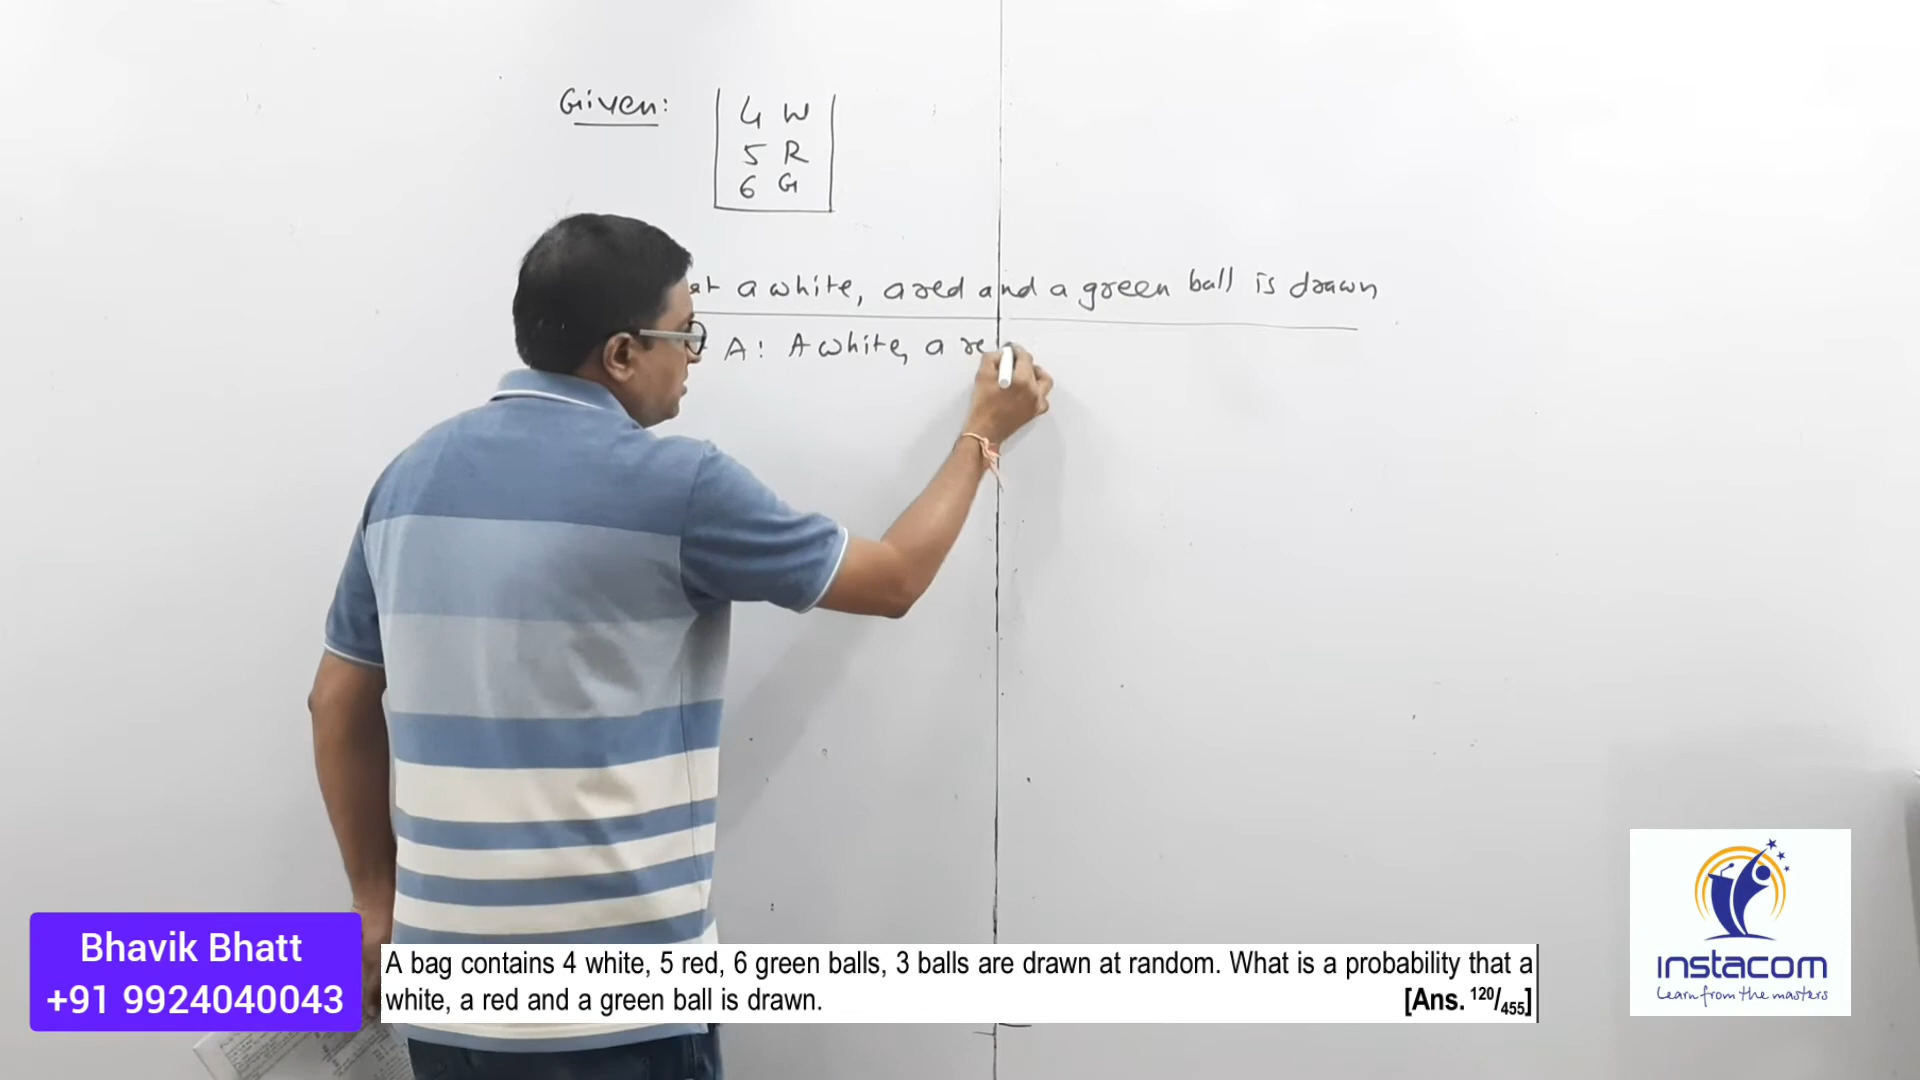 Given:
4 W
5 R
6 G
at a white, a red and a green ball is drawn
A: A white, a re
Bhavik Bhatt
+91 9924040043
A bag contains 4 white, 5 red, 6 green balls, 3 balls are drawn at random. What is a probability that a
white, a red and a green ball is drawn. [Ans. 120/455]
instacom
Learn from the masters